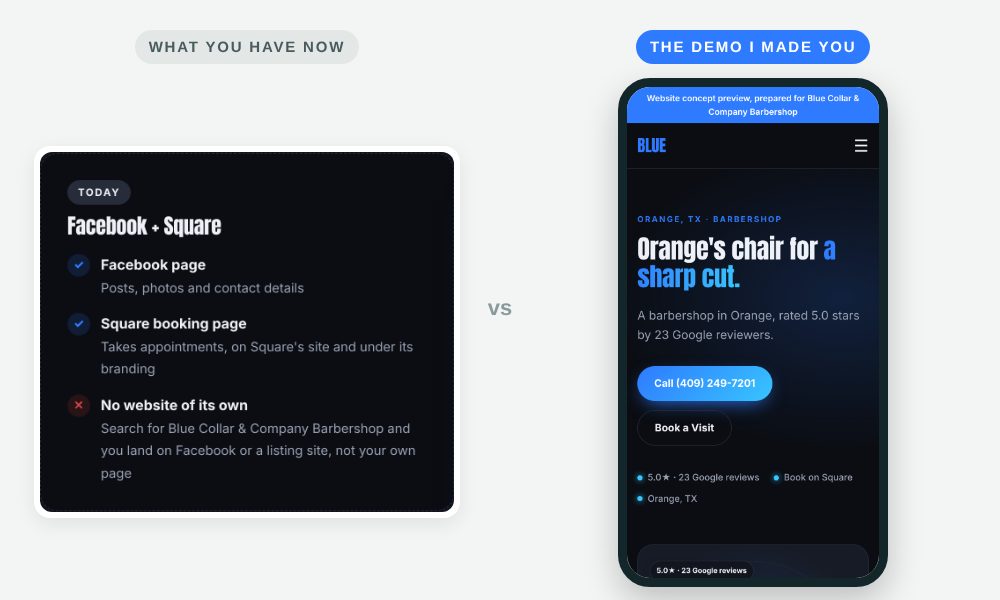 WHAT YOU HAVE NOW
TODAY
Facebook + Square
Facebook page
Posts, photos and contact details
Square booking page
Takes appointments, on Square's site and under its
branding
No website of its own
Search for Blue Collar & Company Barbershop and
you land on Facebook or a listing site, not your own
page
vs
THE DEMO I MADE YOU
Website concept preview, prepared for Blue Collar &
Company Barbershop
BLUE
ORANGE, TX · BARBERSHOP
Orange's chair for a
sharp cut.
A barbershop in Orange, rated 5.0 stars
by 23 Google reviewers.
Call (409) 249-7201
Book a Visit
5.0★ · 23 Google reviews
Book on Square
Orange, TX
5.0★ · 23 Google reviews